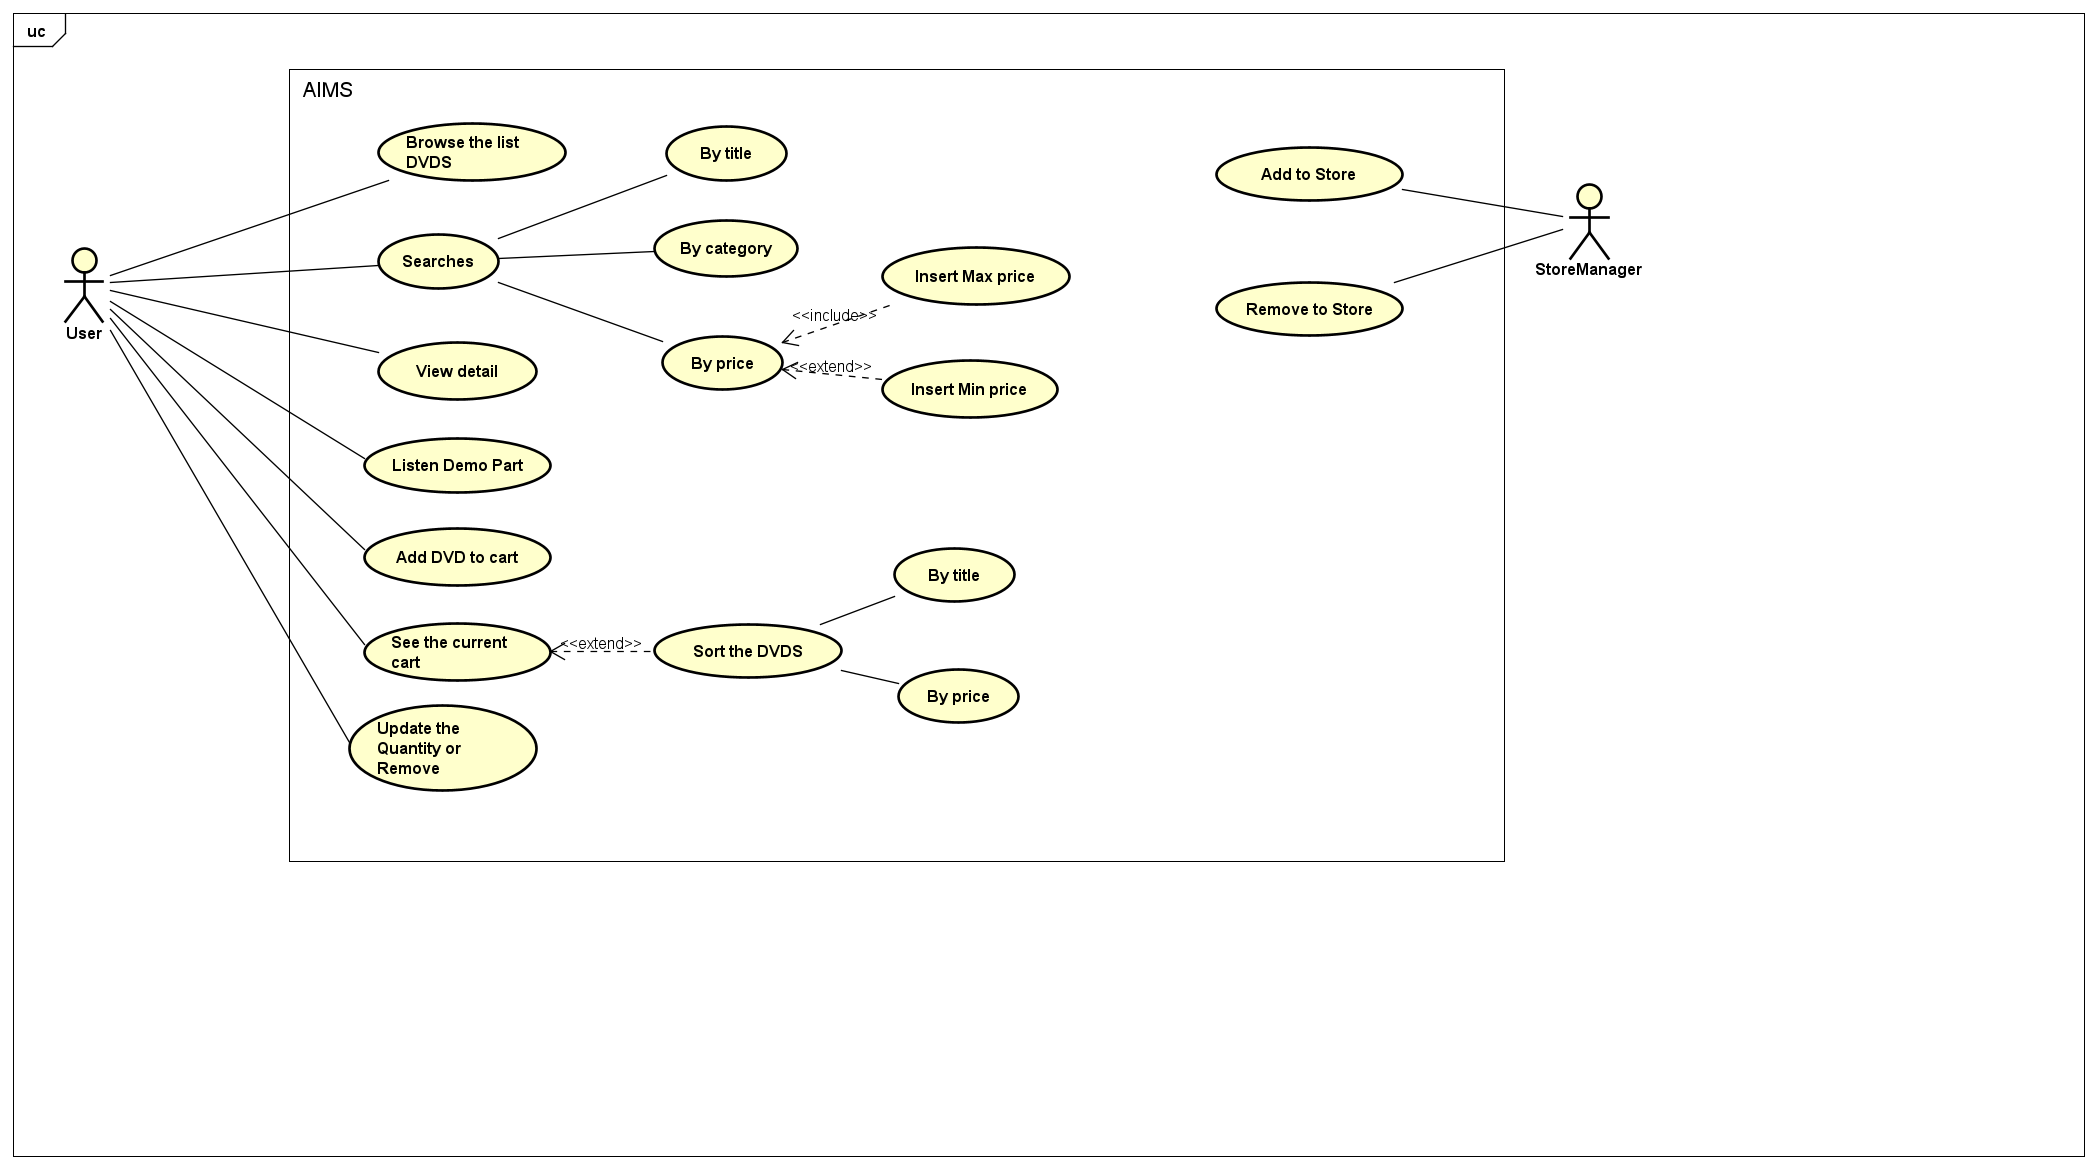 uc
AIMS
Browse the list
DVDS
By title
Add to Store
Searches
By category
Insert Max price
StoreManager
Remove to Store
<<include>>
User
View detail
By price
<<extend>>
Insert Min price
Listen Demo Part
Add DVD to cart
By title
See the current
cart
<<extend>>
Sort the DVDS
By price
Update the
Quantity or
Remove